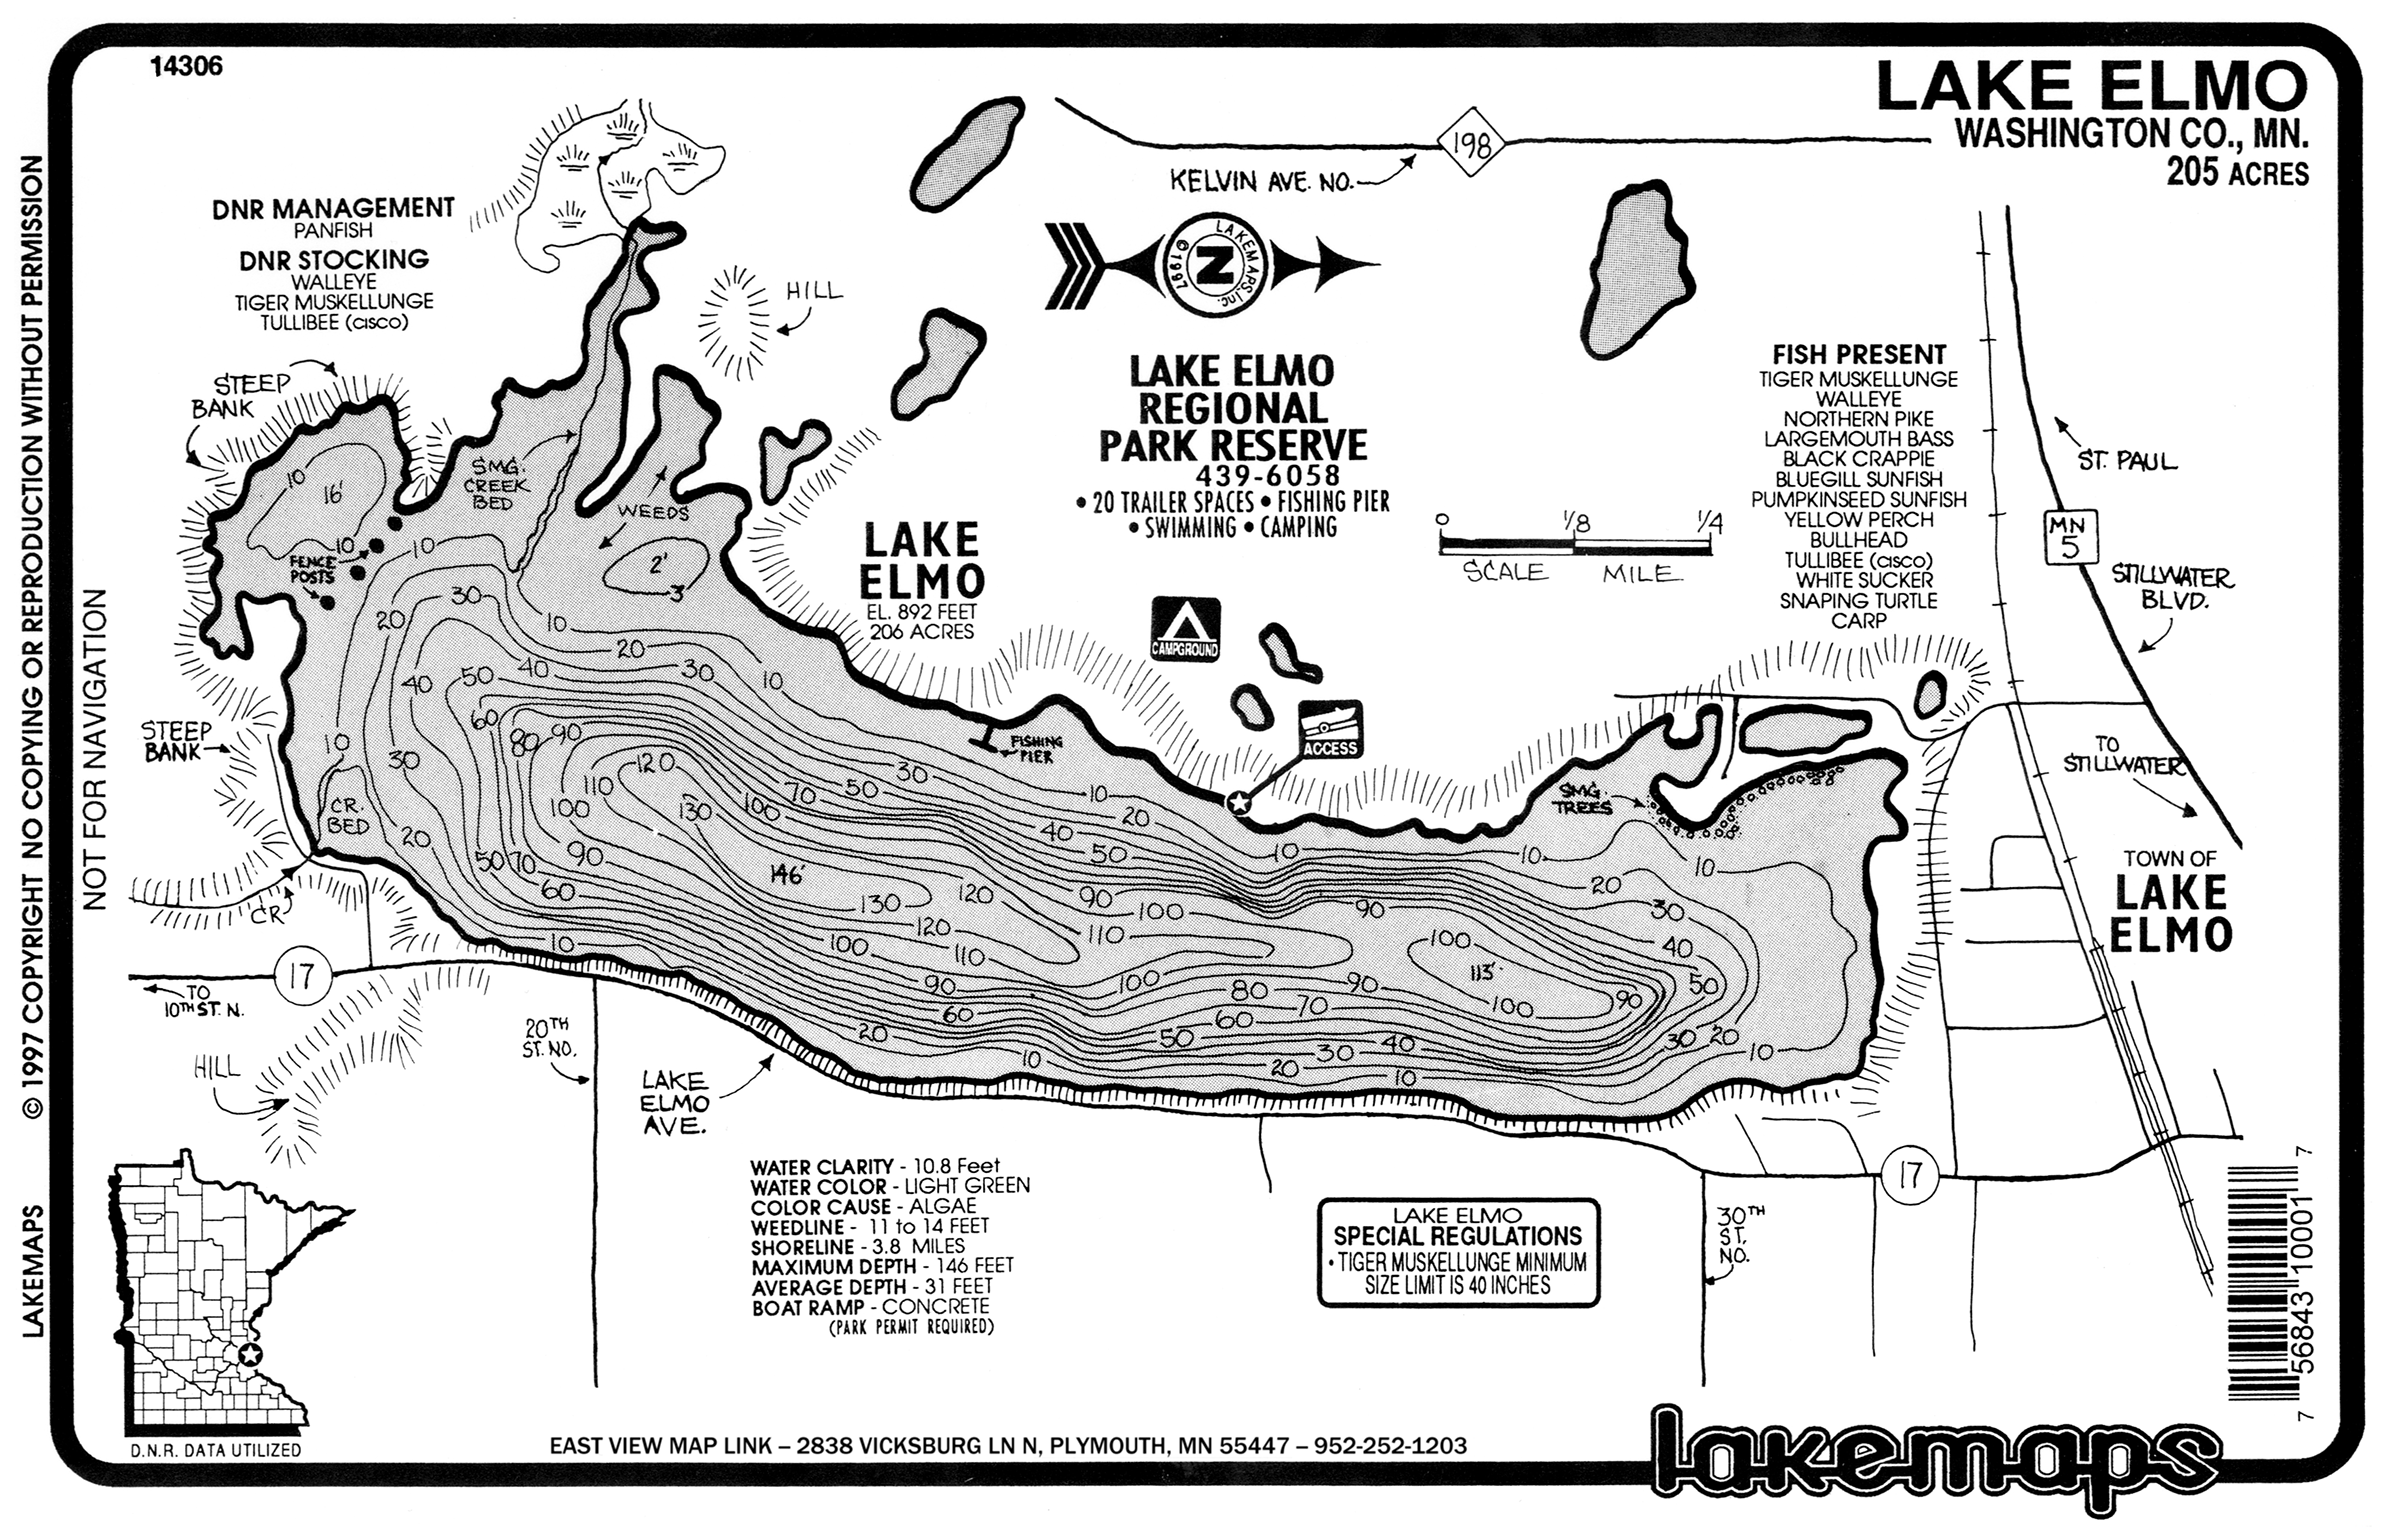 14306
LAKE ELMO
WASHINGTON CO., MN.
205 ACRES
198
KELVIN AVE. NO.
DNR MANAGEMENT
PANFISH
DNR STOCKING
WALLEYE
TIGER MUSKELLUNGE
TULLIBEE (cisco)
HILL
LAKEMAPS, Inc.
© 1997
N
STEEP
BANK
LAKE ELMO
REGIONAL
PARK RESERVE
439-6058
• 20 TRAILER SPACES • FISHING PIER
• SWIMMING • CAMPING
FISH PRESENT
TIGER MUSKELLUNGE
WALLEYE
NORTHERN PIKE
LARGEMOUTH BASS
BLACK CRAPPIE
BLUEGILL SUNFISH
PUMPKINSEED SUNFISH
YELLOW PERCH
BULLHEAD
TULLIBEE (cisco)
WHITE SUCKER
SNAPING TURTLE
CARP
ST. PAUL
MN
5
STILLWATER
BLVD.
0 1/8 1/4
SCALE MILE
SMG.
CREEK
BED
WEEDS
10
16'
10
FENCE
POSTS
10
2'
3'
LAKE
ELMO
EL. 892 FEET
206 ACRES
CAMPGROUND
ACCESS
30
20
10
20
30
10
40
50
40
60
80
90
FISHING
PIER
STEEP
BANK
10
30
120
110
100
130
100
70
50
30
10
20
40
50
10
SMG.
TREES
10
10
TO
STILLWATER
CR.
BED
20
50
70
90
60
146'
130
120
90
100
90
20
30
TOWN OF
LAKE
ELMO
CR.
10
100
120
110
110
100
40
50
113'
100
90
17
TO
10TH ST. N.
90
100
80
90
70
60
60
50
40
30
20
10
20
10
30
20
10
10
HILL
20TH
ST. NO.
LAKE
ELMO
AVE.
17
30TH
ST.
NO.
WATER CLARITY - 10.8 Feet
WATER COLOR - LIGHT GREEN
COLOR CAUSE - ALGAE
WEEDLINE - 11 to 14 FEET
SHORELINE - 3.8 MILES
MAXIMUM DEPTH - 146 FEET
AVERAGE DEPTH - 31 FEET
BOAT RAMP - CONCRETE
(PARK PERMIT REQUIRED)
LAKE ELMO
SPECIAL REGULATIONS
• TIGER MUSKELLUNGE MINIMUM
SIZE LIMIT IS 40 INCHES
D.N.R. DATA UTILIZED
EAST VIEW MAP LINK – 2838 VICKSBURG LN N, PLYMOUTH, MN 55447 – 952-252-1203
lakemaps
7 56843 10001 7
NOT FOR NAVIGATION
LAKEMAPS © 1997 COPYRIGHT NO COPYING OR REPRODUCTION WITHOUT PERMISSION